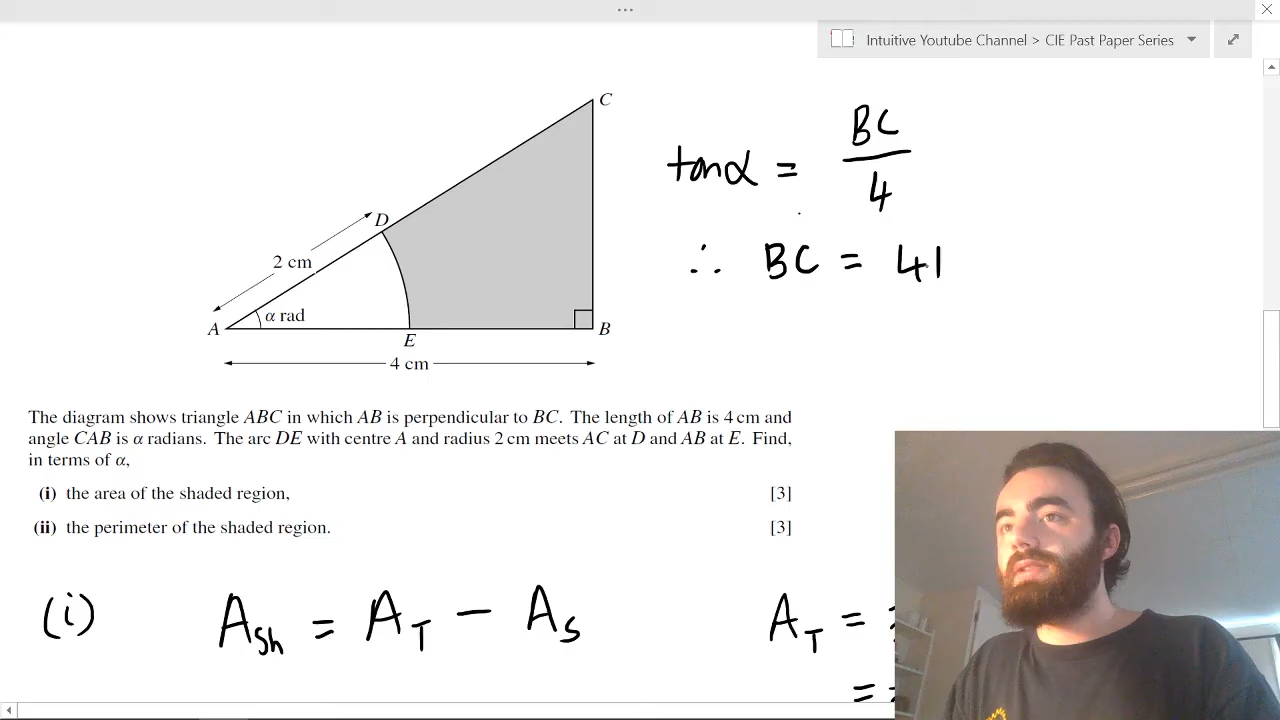 Intuitive Youtube Channel > CIE Past Paper Series
C
D
2 cm
A
α rad
B
E
4 cm
tanα = BC/4
∴ BC = 41
The diagram shows triangle ABC in which AB is perpendicular to BC. The length of AB is 4 cm and
angle CAB is α radians. The arc DE with centre A and radius 2 cm meets AC at D and AB at E. Find,
in terms of α,
(i) the area of the shaded region, [3]
(ii) the perimeter of the shaded region. [3]
(i) A_Sh = A_T − A_S A_T =
=